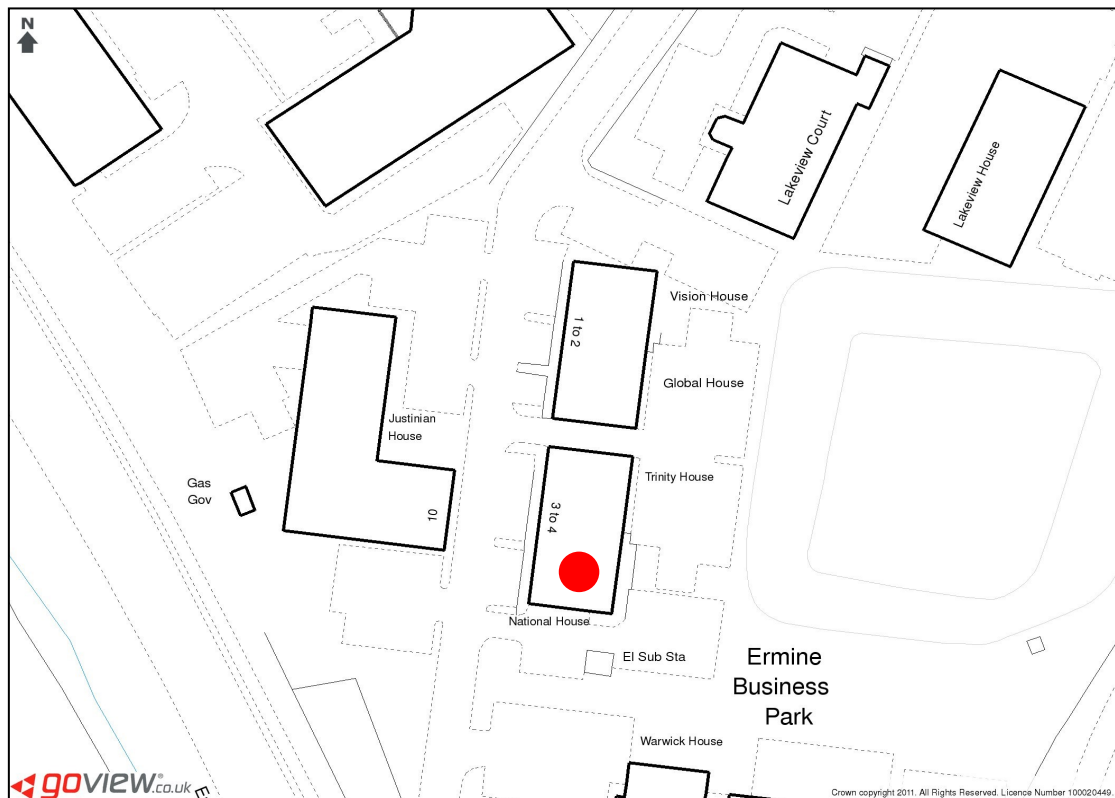 N
Lakeview Court
Lakeview House
Vision House
1 to 2
Global House
Justinian
House
Trinity House
Gas
Gov
10
3 to 4
National House
El Sub Sta
Ermine
Business
Park
Warwick House
goview.co.uk
E
Crown copyright 2011. All Rights Reserved. Licence Number 100020449.